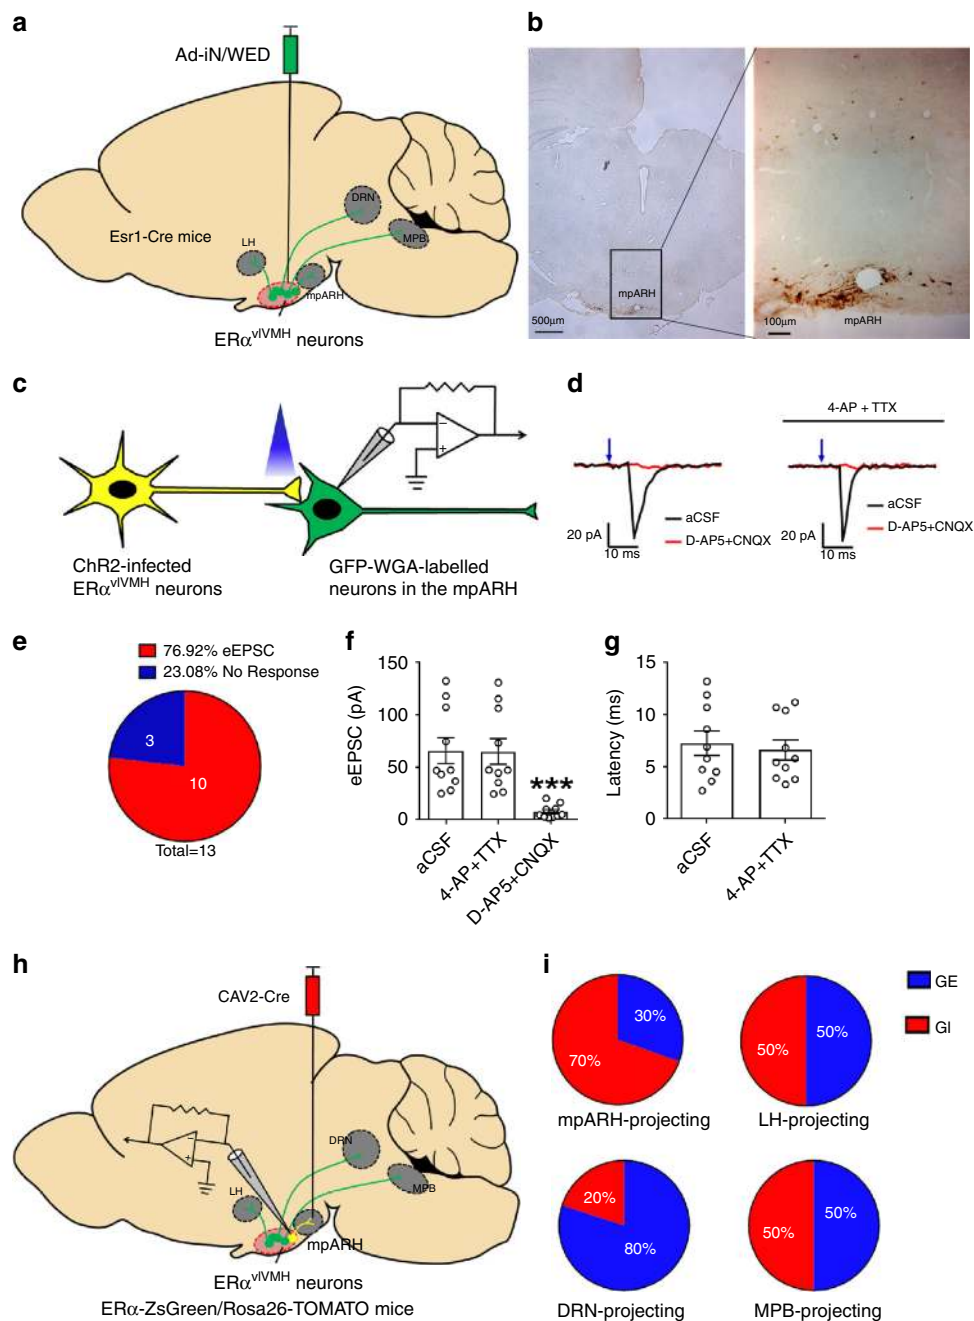 a
Ad-iN/WED
Esr1-Cre mice
DRN
MPB
LH
mpARH
ERα^vlVMH neurons
b
mpARH
500μm
100μm
mpARH
c
ChR2-infected
ERα^vlVMH neurons
GFP-WGA-labelled
neurons in the mpARH
− +
d
4-AP + TTX
aCSF
D-AP5+CNQX
20 pA
10 ms
aCSF
D-AP5+CNQX
20 pA
10 ms
e
76.92% eEPSC
23.08% No Response
3
10
Total=13
f
eEPSC (pA)
150
100
50
0
***
aCSF
4-AP+TTX
D-AP5+CNQX
g
Latency (ms)
15
10
5
0
aCSF
4-AP+TTX
h
CAV2-Cre
− +
DRN
MPB
LH
mpARH
ERα^vlVMH neurons
ERα-ZsGreen/Rosa26-TOMATO mice
i
GE
GI
30%
70%
mpARH-projecting
50%
50%
LH-projecting
20%
80%
DRN-projecting
50%
50%
MPB-projecting